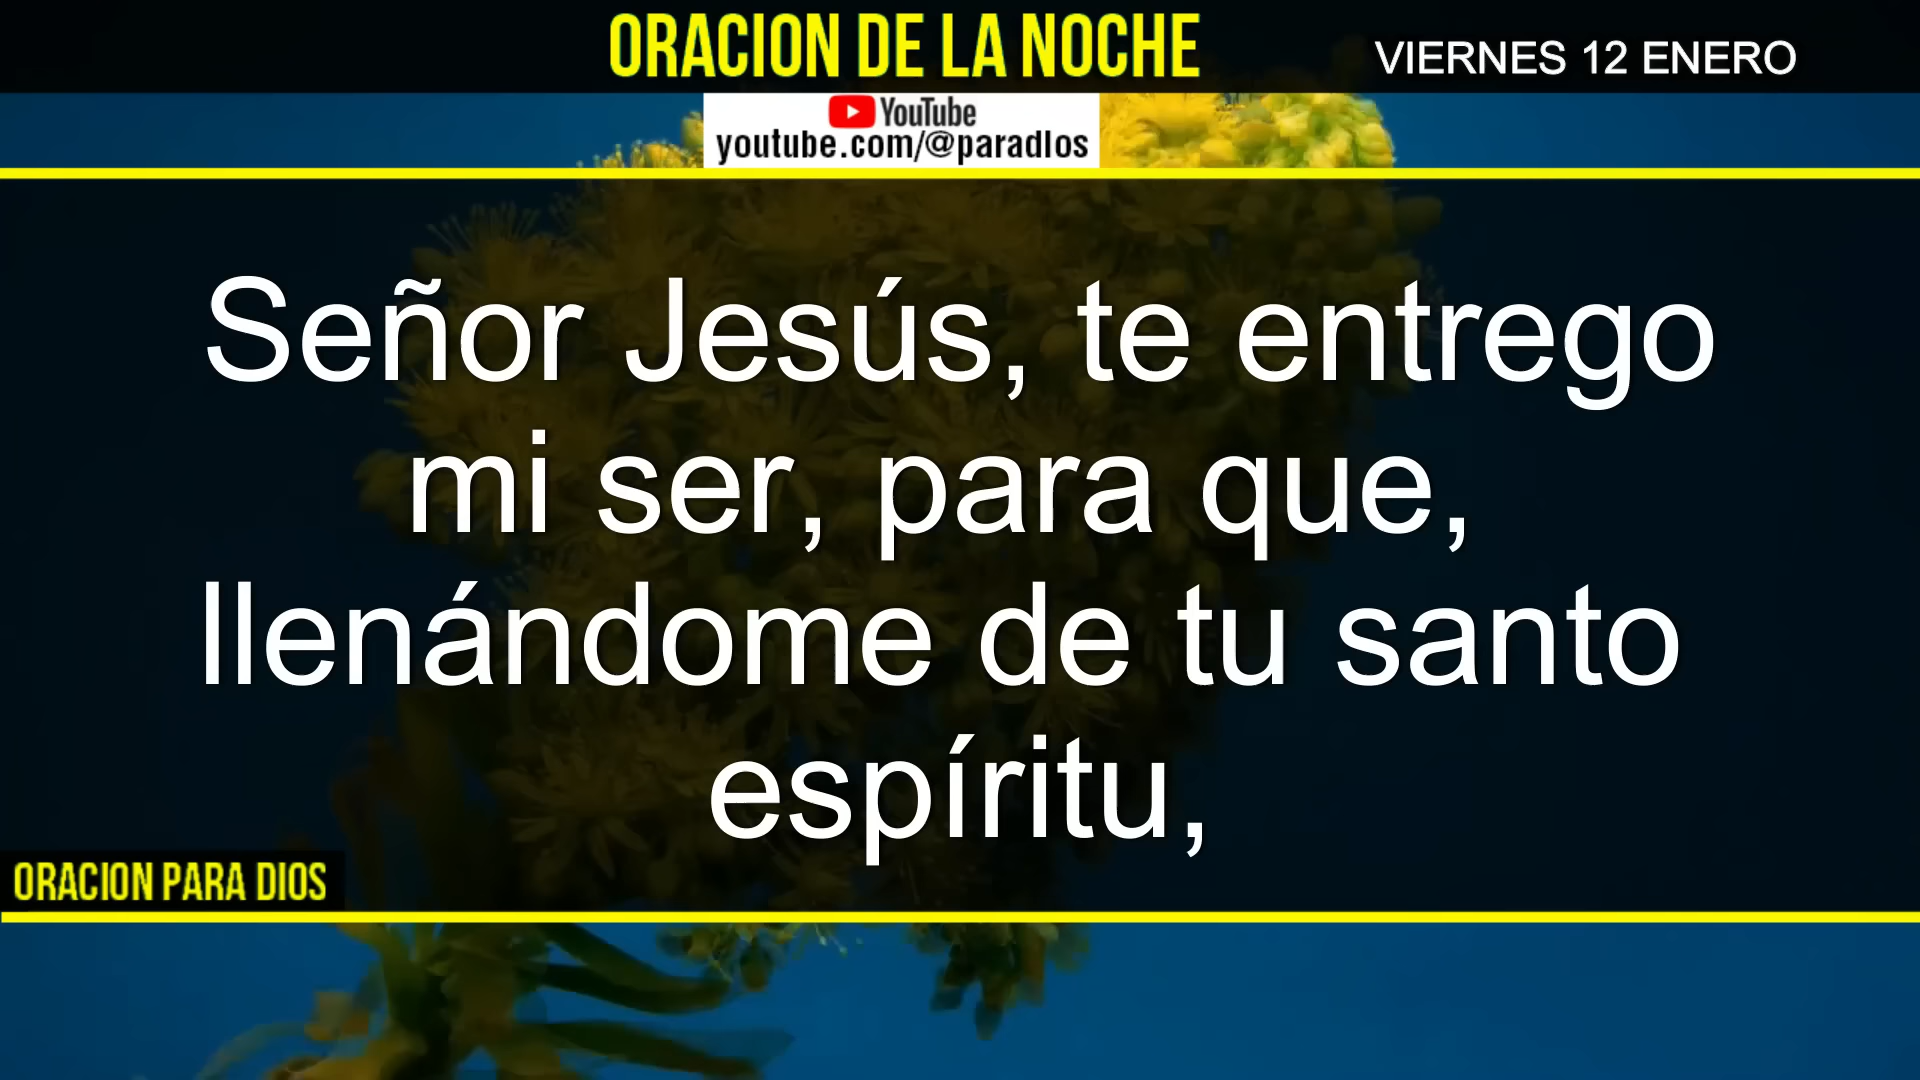 ORACION DE LA NOCHE
VIERNES 12 ENERO
YouTube
youtube.com/@paradIos
Señor Jesús, te entrego
mi ser, para que,
llenándome de tu santo
espíritu,
ORACION PARA DIOS